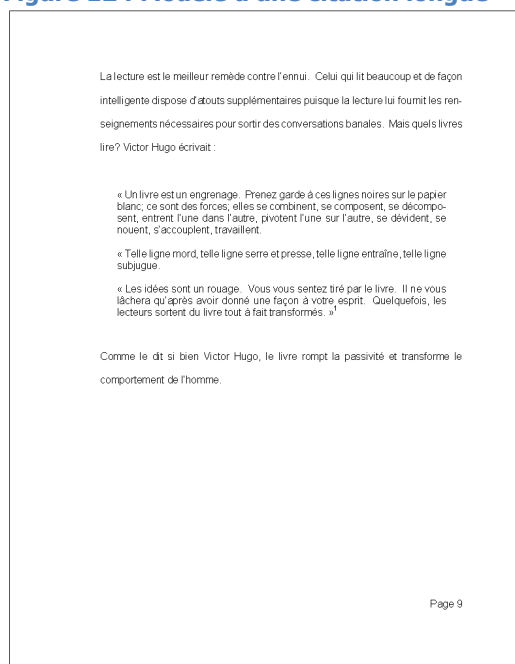 La lecture est le meilleur remède contre l'ennui. Celui qui lit beaucoup et de façon
intelligente dispose d'atouts supplémentaires puisque la lecture lui fournit les ren-
seignements nécessaires pour sortir des conversations banales. Mais quels livres
lire? Victor Hugo écrivait :
« Un livre est un engrenage. Prenez garde à ces lignes noires sur le papier
blanc; ce sont des forces; elles se combinent, se composent, se décompo-
sent, entrent l'une dans l'autre, pivotent l'une sur l'autre, se dévident, se
nouent, s'accouplent, travaillent.
« Telle ligne mord, telle ligne serre et presse, telle ligne entraîne, telle ligne
subjugue.
« Les idées sont un rouage. Vous vous sentez tiré par le livre. Il ne vous
lâchera qu'après avoir donné une façon à votre esprit. Quelquefois, les
lecteurs sortent du livre tout à fait transformés. »1
Comme le dit si bien Victor Hugo, le livre rompt la passivité et transforme le
comportement de l'homme.
Page 9